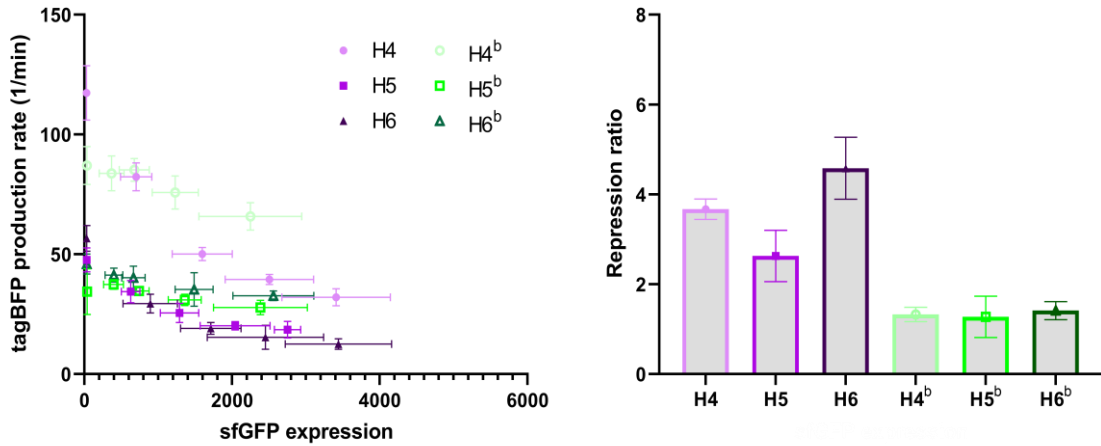 150
100
50
0
tagBFP production rate (1/min)
H4 H4ᵇ
H5 H5ᵇ
H6 H6ᵇ
0 2000 4000 6000
sfGFP expression
8
6
4
2
0
Repression ratio
H4 H5 H6 H4ᵇ H5ᵇ H6ᵇ